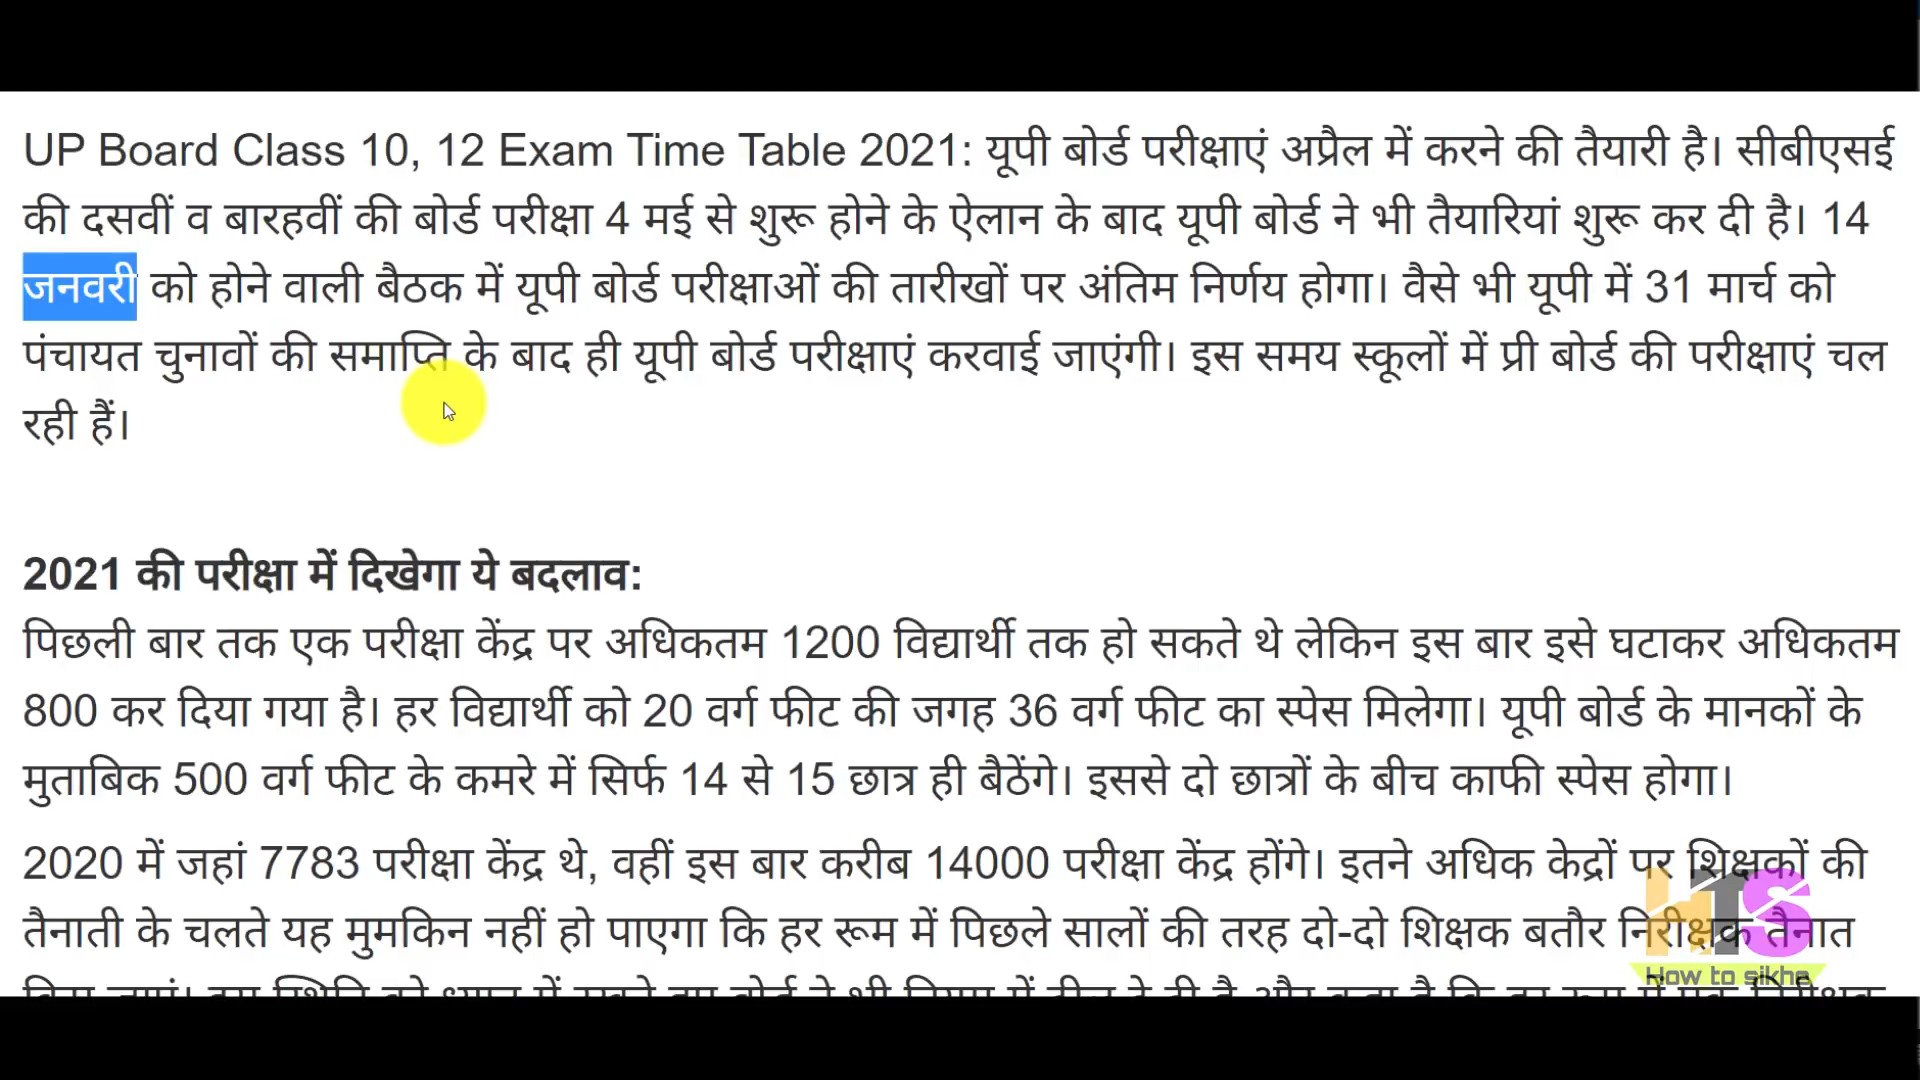 UP Board Class 10, 12 Exam Time Table 2021: यूपी बोर्ड परीक्षाएं अप्रैल में करने की तैयारी है। सीबीएसई
की दसवीं व बारहवीं की बोर्ड परीक्षा 4 मई से शुरू होने के ऐलान के बाद यूपी बोर्ड ने भी तैयारियां शुरू कर दी है। 14
जनवरी को होने वाली बैठक में यूपी बोर्ड परीक्षाओं की तारीखों पर अंतिम निर्णय होगा। वैसे भी यूपी में 31 मार्च को
पंचायत चुनावों की समाप्ति के बाद ही यूपी बोर्ड परीक्षाएं करवाई जाएंगी। इस समय स्कूलों में प्री बोर्ड की परीक्षाएं चल
रही हैं।
2021 की परीक्षा में दिखेगा ये बदलाव:
पिछली बार तक एक परीक्षा केंद्र पर अधिकतम 1200 विद्यार्थी तक हो सकते थे लेकिन इस बार इसे घटाकर अधिकतम
800 कर दिया गया है। हर विद्यार्थी को 20 वर्ग फीट की जगह 36 वर्ग फीट का स्पेस मिलेगा। यूपी बोर्ड के मानकों के
मुताबिक 500 वर्ग फीट के कमरे में सिर्फ 14 से 15 छात्र ही बैठेंगे। इससे दो छात्रों के बीच काफी स्पेस होगा।
2020 में जहां 7783 परीक्षा केंद्र थे, वहीं इस बार करीब 14000 परीक्षा केंद्र होंगे। इतने अधिक केद्रों पर शिक्षकों की
तैनाती के चलते यह मुमकिन नहीं हो पाएगा कि हर रूम में पिछले सालों की तरह दो-दो शिक्षक बतौर निरीक्षक तैनात
HTS
How to sikhe